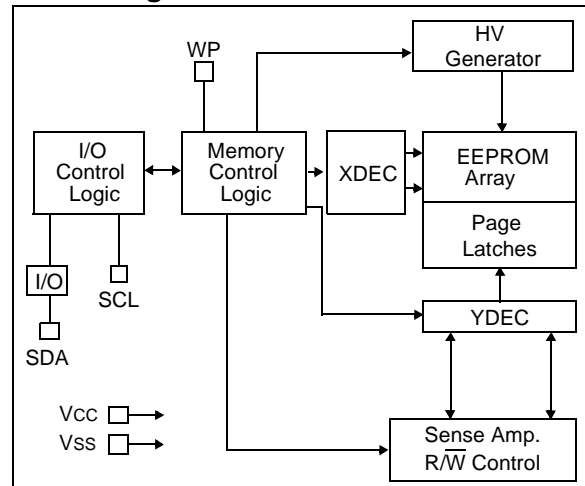 HV
Generator
WP
I/O
Control
Logic
Memory
Control
Logic
XDEC
EEPROM
Array
Page
Latches
I/O
SCL
SDA
YDEC
VCC
VSS
Sense Amp.
R/W̅ Control